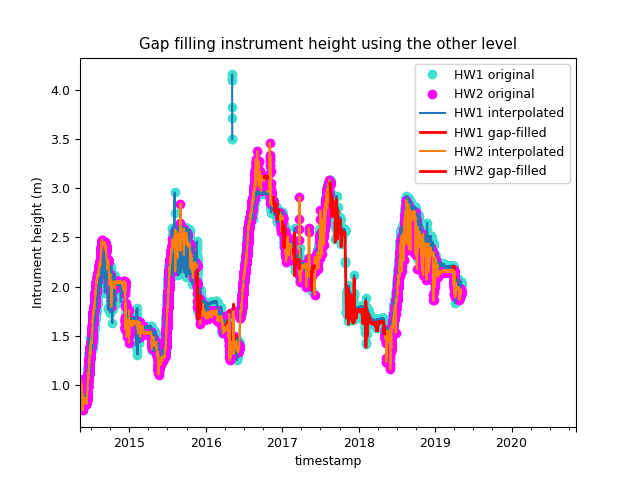 Gap filling instrument height using the other level
HW1 original
HW2 original
HW1 interpolated
HW1 gap-filled
HW2 interpolated
HW2 gap-filled
Intrument height (m)
4.0
3.5
3.0
2.5
2.0
1.5
1.0
2015 2016 2017 2018 2019 2020
timestamp